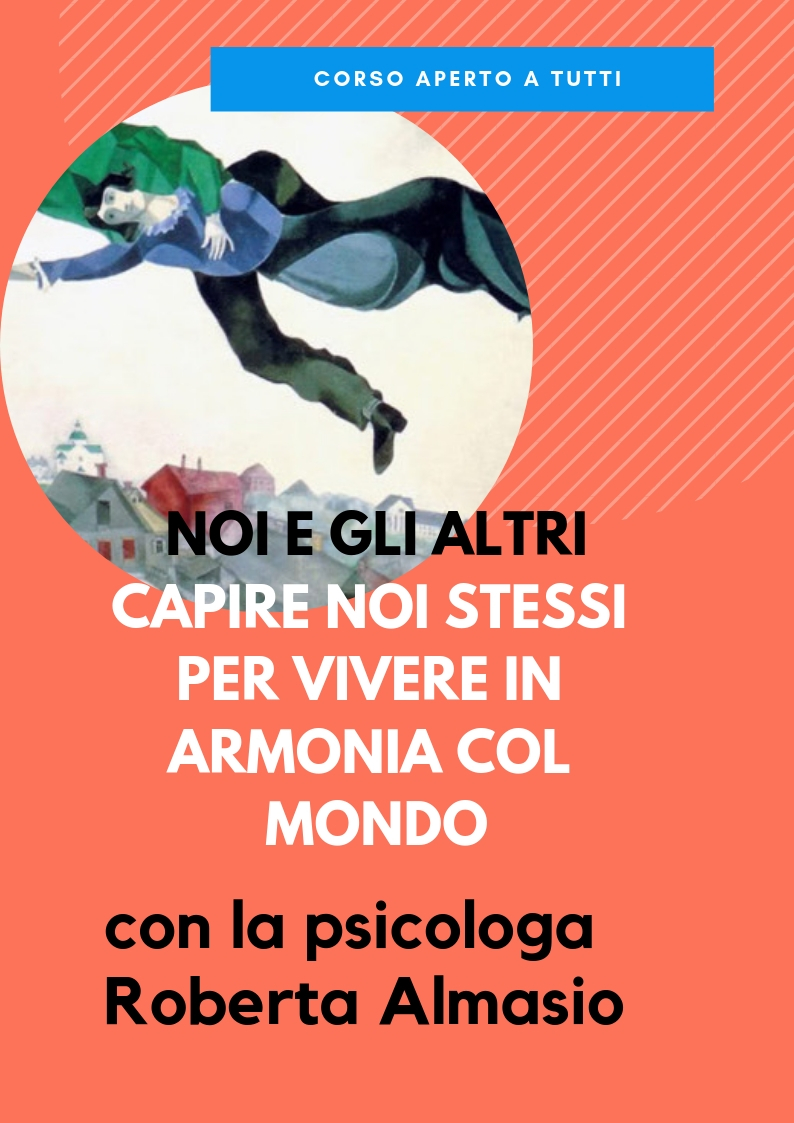 CORSO APERTO A TUTTI
NOI E GLI ALTRI
CAPIRE NOI STESSI
PER VIVERE IN
ARMONIA COL
MONDO
con la psicologa
Roberta Almasio